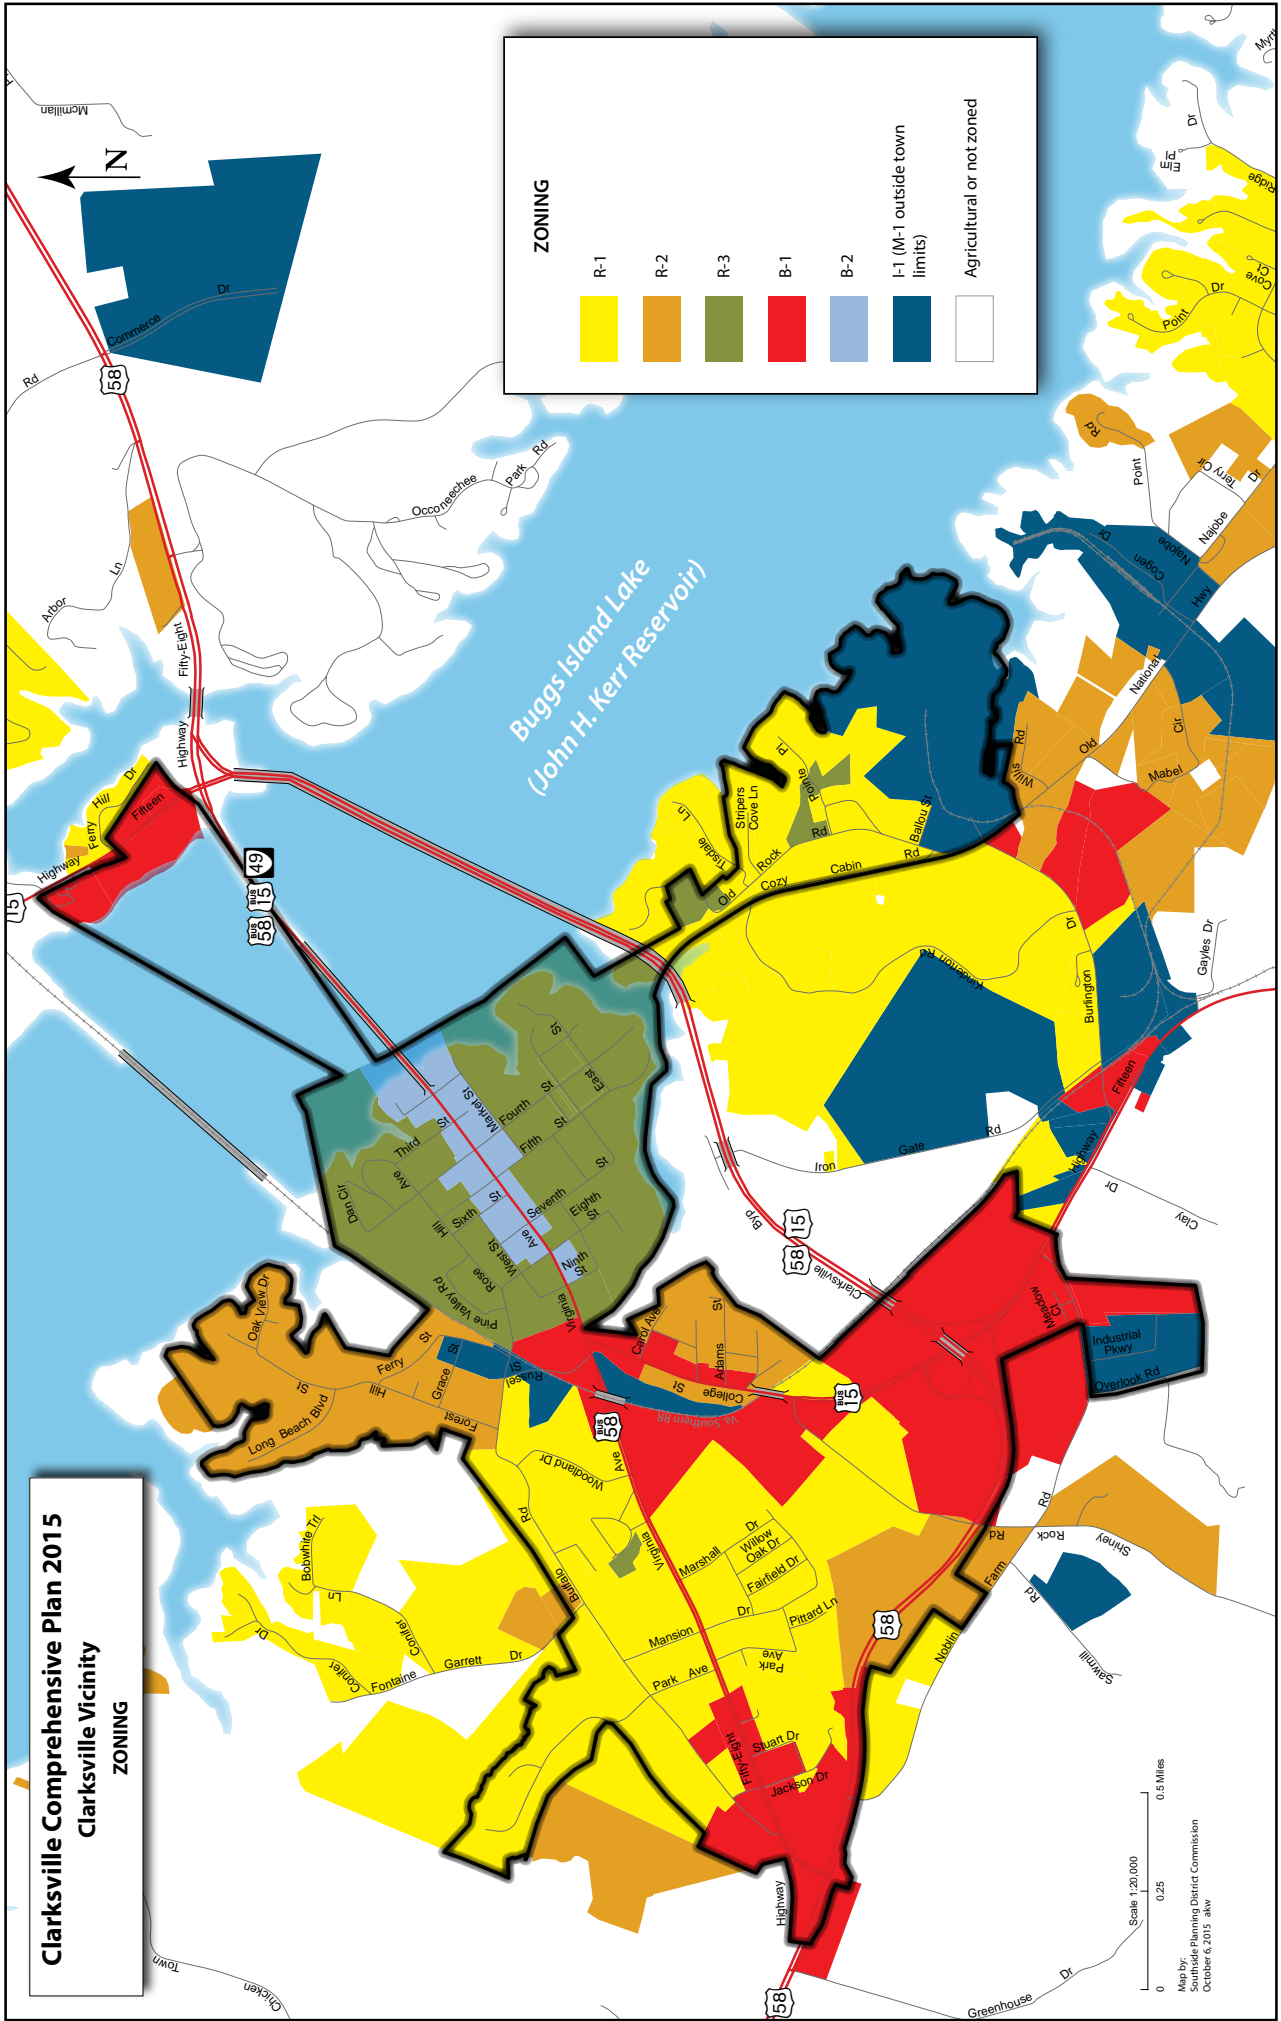 Clarksville Comprehensive Plan 2015
Clarksville Vicinity
ZONING
N
ZONING
R-1
R-2
R-3
B-1
B-2
I-1 (M-1 outside town
limits)
Agricultural or not zoned
Buggs Island Lake
(John H. Kerr Reservoir)
Mcmillan
Rd
Commerce
Dr
58
Arbor
Ln
Fifty-Eight
Highway
Occoneechee
Park
Rd
15
Highway
Ferry
Hill
Dr
Fifteen
49
BUS
15
BUS
58
Oak View Dr
Long Beach Blvd
St
Hill
Ferry
St
Grace
St
Forest
Russel
St
Dan Cir
Ave
Hill
Third
St
Sixth
St
Rose
West St
Ave
Pine Valley Rd
Virginia
Market St
Fourth
St
Fifth
St
Seventh
St
Eighth
St
Ninth
St
East
St
Carol Ave
Adams
St
College
St
Va Southern RR
BUS
58
BUS
15
Bobwhite Trl
Ln
Conifer
Dr
Conifer
Fontaine
Garrett
Dr
Buffalo
Rd
Woodland Dr
Virginia
Ave
Marshall
Dr
Willow
Oak Dr
Fairfield Dr
Mansion
Dr
Pittard Ln
Park
Ave
Park
Ave
Fifty-Eight
Stuart Dr
Jackson Dr
Highway
58
58
Town
Chicken
Greenhouse
Dr
Noblin
Farm
Rd
Rd
Rock
Shiney
Rd
Sawmill
Overlook Rd
Industrial
Pkwy
Meadow
Ct
Clarksville
Byp
58
15
Iron
Gate
Rd
Highway
Fifteen
Clay
Dr
Gayles Dr
Burlington
Dr
Kinderton Rd
Cozy
Cabin
Rd
Old
Rock
Rd
Tisdale
Ln
Stripers
Cove Ln
Pointe
Pl
Ballou St
Willis
Rd
Old
National
Hwy
Mabel
Cir
Cogen
Dr
Najobe
Najobe
Dr
Terry Cir
Point
Rd
Point
Dr
Cove
Ct
Ridge
Elm
Pl
Dr
Scale 1:20,000
0
0.25
0.5 Miles
Map by:
Southside Planning District Commission
October 6, 2015 akw